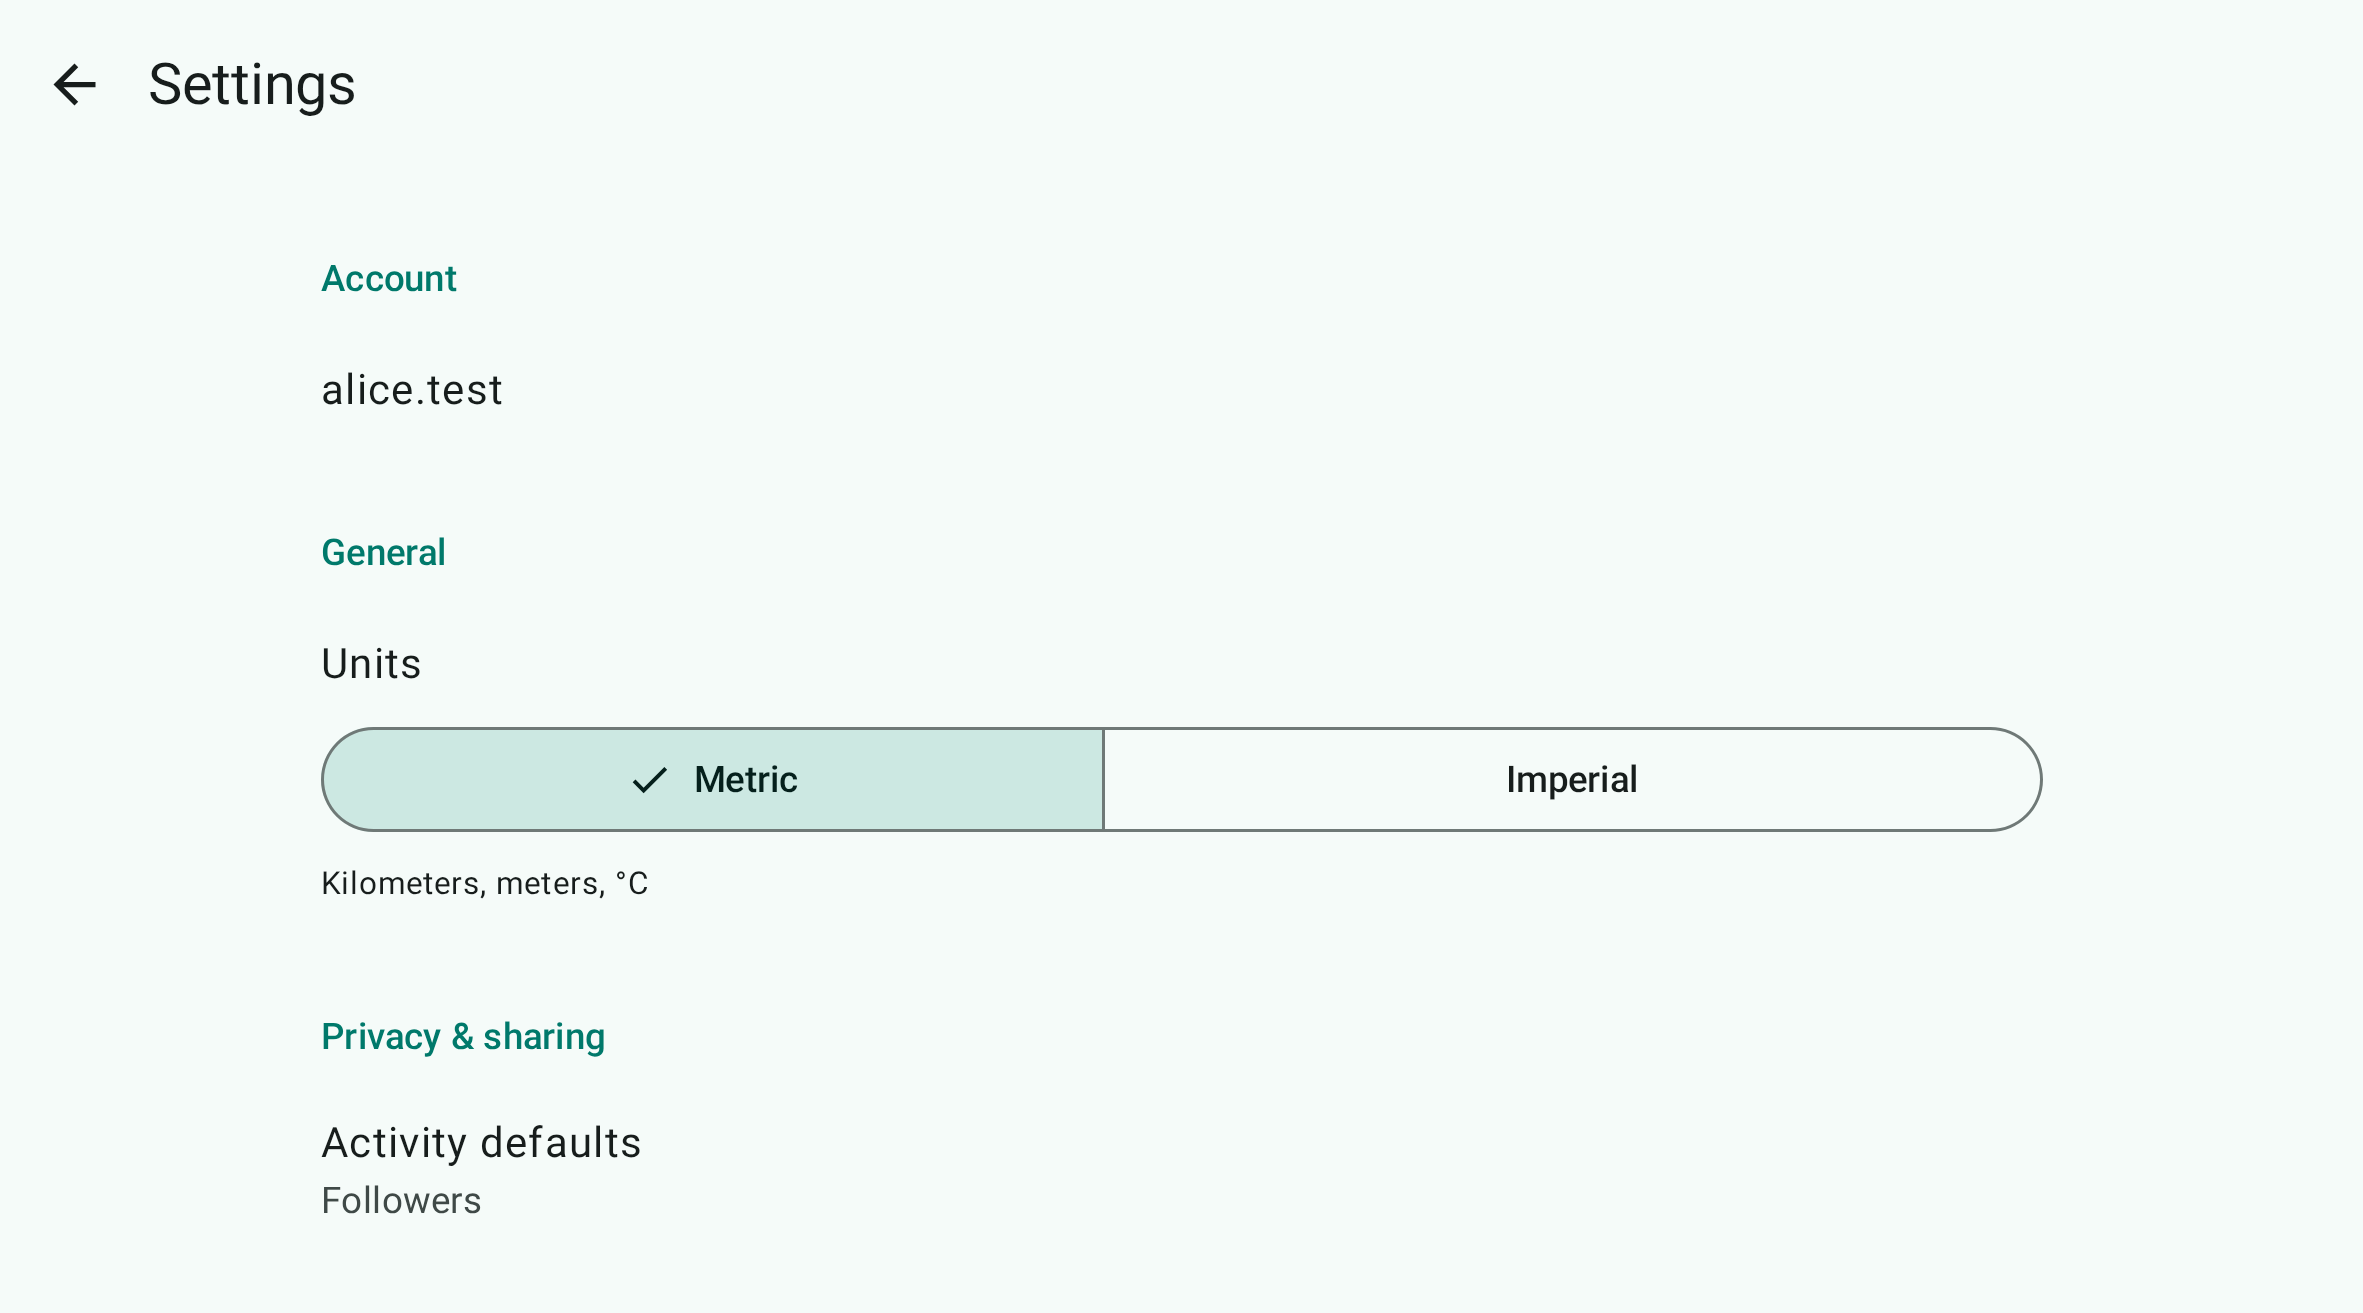 Settings
Account
alice.test
General
Units
Metric
Imperial
Kilometers, meters, °C
Privacy & sharing
Activity defaults
Followers